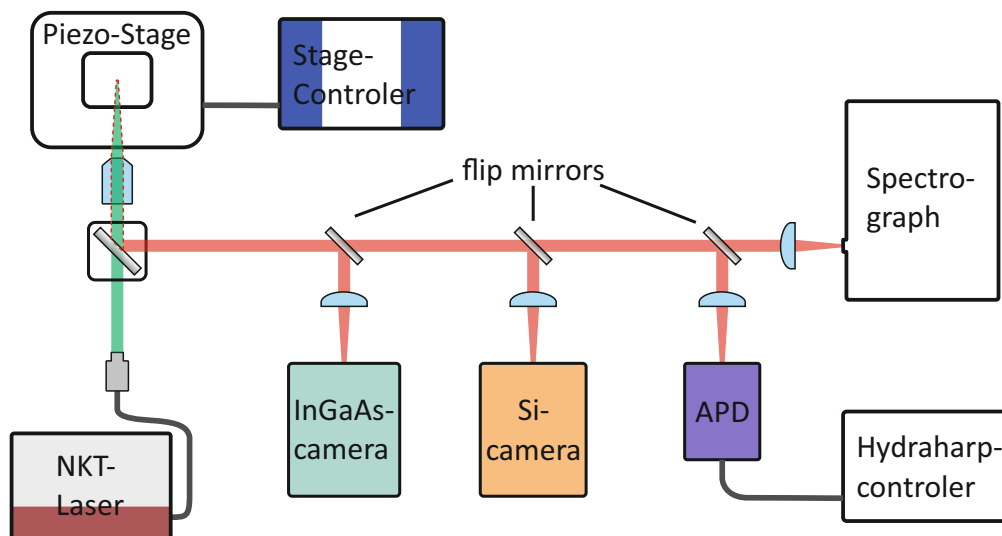 Piezo-Stage
Stage-
Controler
flip mirrors
Spectro-
graph
InGaAs-
camera
Si-
camera
APD
Hydraharp-
controler
NKT-
Laser